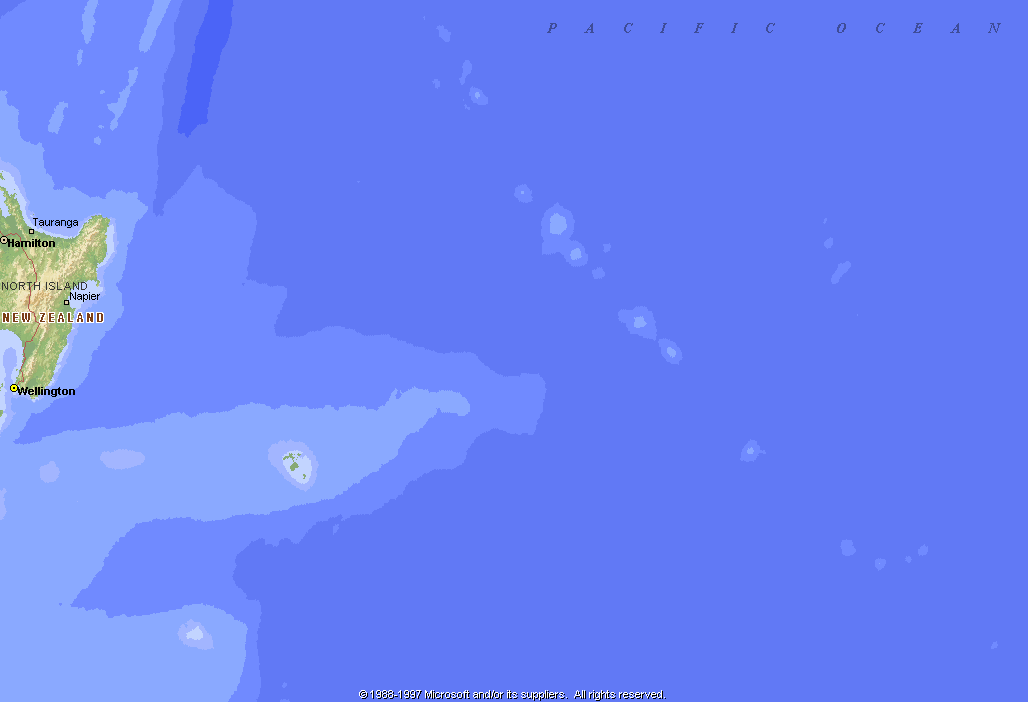 PACIFIC OCEAN
Tauranga
Hamilton
NORTH ISLAND
Napier
NEW ZEALAND
Wellington
© 1988-1997 Microsoft and/or its suppliers. All rights reserved.